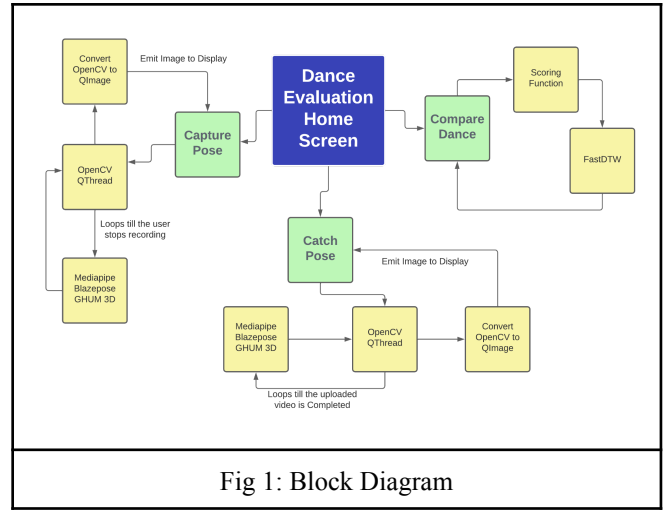 Convert
OpenCV to
QImage
Emit Image to Display
Dance
Evaluation
Home
Screen
Scoring
Function
Capture
Pose
Compare
Dance
OpenCV
QThread
FastDTW
Loops till the user
stops recording
Catch
Pose
Emit Image to Display
Mediapipe
Blazepose
GHUM 3D
Mediapipe
Blazepose
GHUM 3D
OpenCV
QThread
Convert
OpenCV to
QImage
Loops till the uploaded
video is Completed
Fig 1: Block Diagram